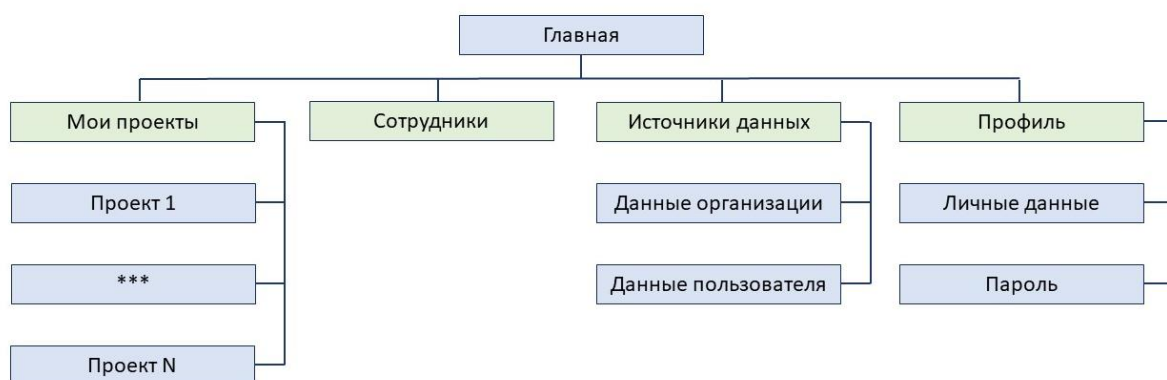 Главная
Мои проекты
Сотрудники
Источники данных
Профиль
Проект 1
Данные организации
Личные данные
***
Данные пользователя
Пароль
Проект N